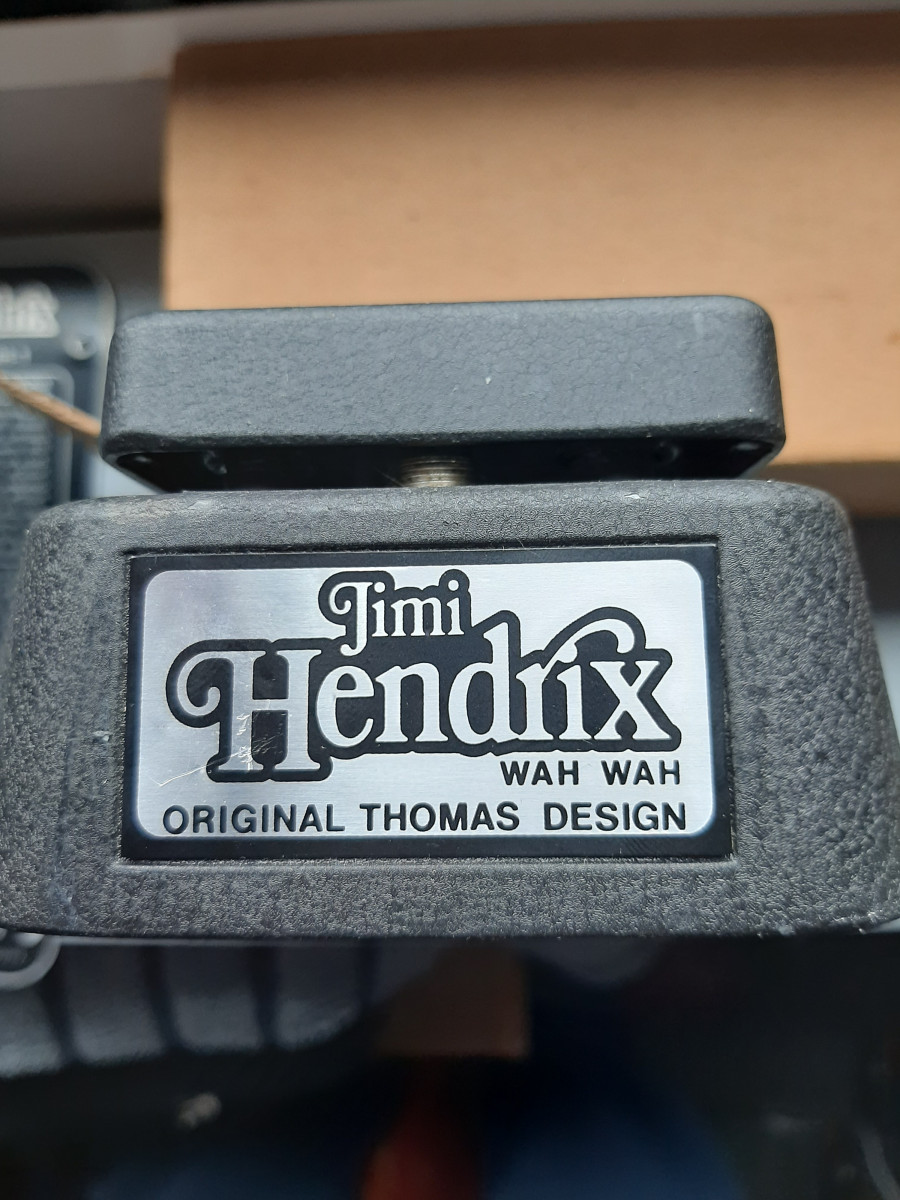 Jimi
Hendrix
WAH WAH
ORIGINAL THOMAS DESIGN